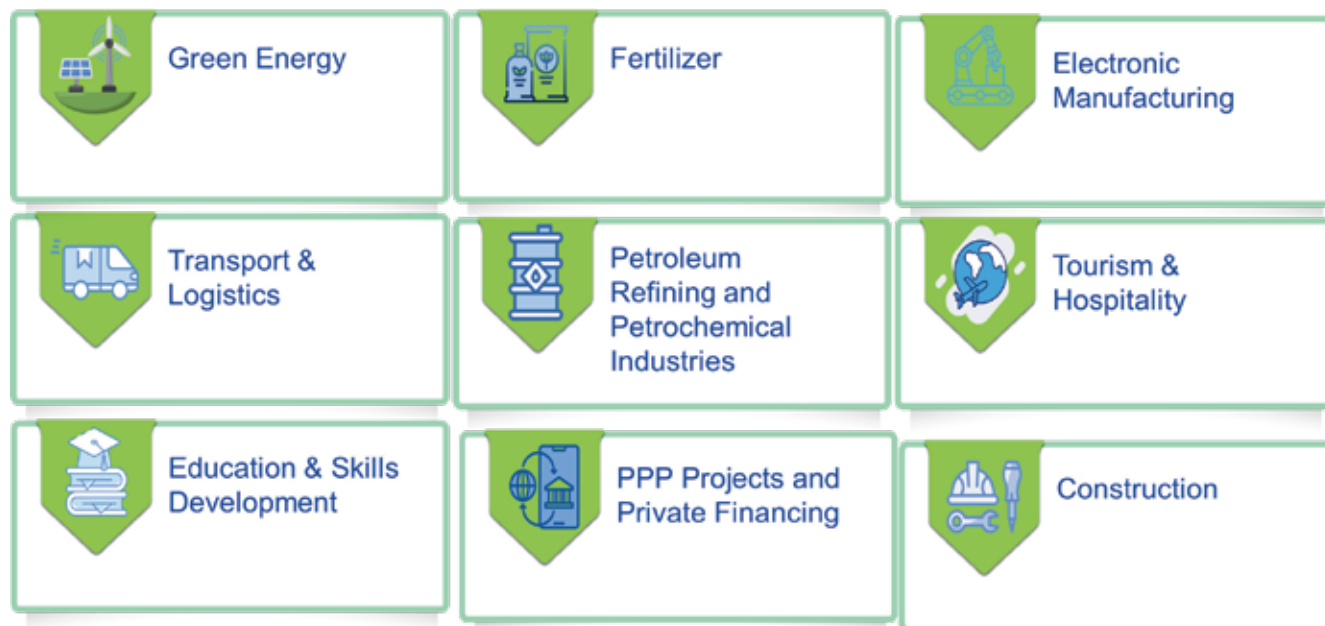 Green Energy
Fertilizer
Electronic
Manufacturing
Transport &
Logistics
Petroleum
Refining and
Petrochemical
Industries
Tourism &
Hospitality
Education & Skills
Development
PPP Projects and
Private Financing
Construction